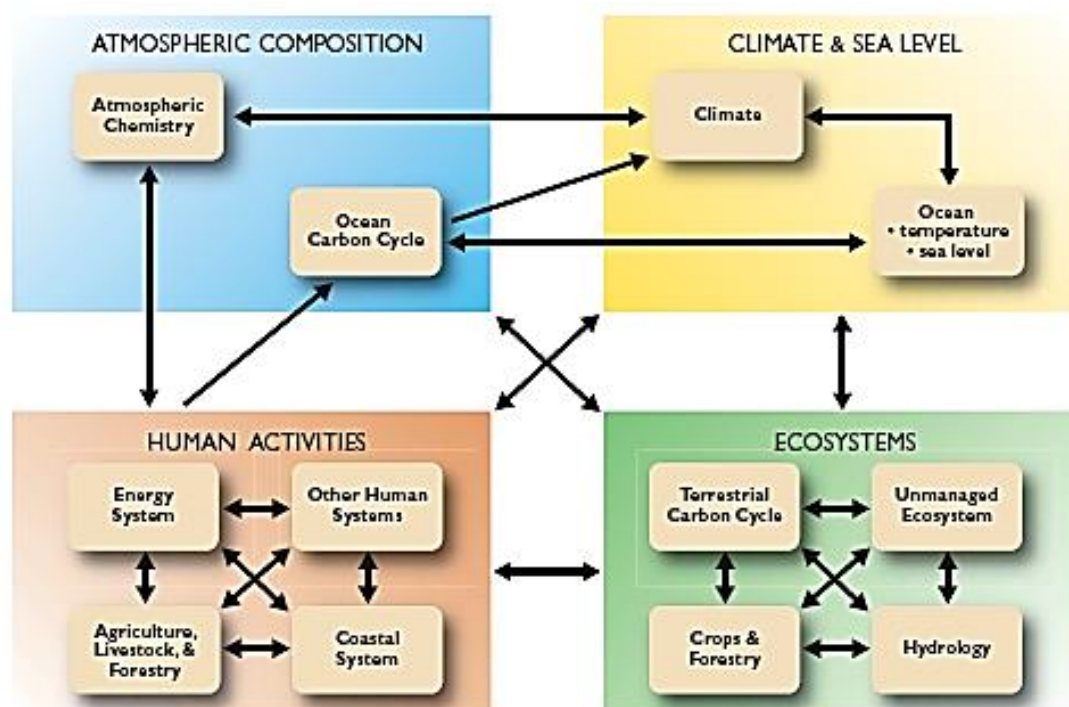 ATMOSPHERIC COMPOSITION
Atmospheric
Chemistry
Ocean
Carbon Cycle
CLIMATE & SEA LEVEL
Climate
Ocean
• temperature
• sea level
HUMAN ACTIVITIES
Energy
System
Other Human
Systems
Agriculture,
Livestock, &
Forestry
Coastal
System
ECOSYSTEMS
Terrestrial
Carbon Cycle
Unmanaged
Ecosystem
Crops &
Forestry
Hydrology